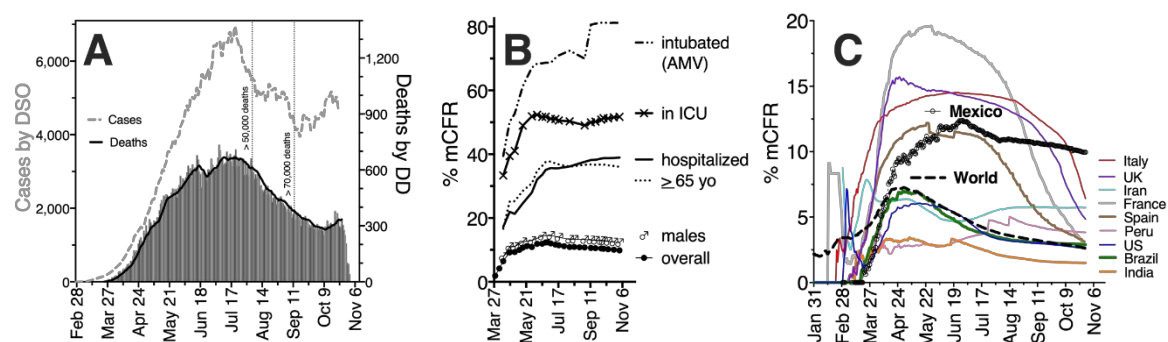 A
Cases by DSO
6,000
4,000
2,000
0
Cases
Deaths
> 50,000 deaths
> 70,000 deaths
1,200
900
600
300
0
Deaths by DD
Feb 28
Mar 27
Apr 24
May 21
Jun 18
Jul 17
Aug 14
Sep 11
Oct 9
Nov 6
B
% mCFR
80
60
40
20
0
intubated
(AMV)
in ICU
hospitalized
≥65 yo
♂ males
overall
Mar 27
May 21
Jul 17
Sep 11
Nov 6
C
% mCFR
20
15
10
5
0
Mexico
World
Italy
UK
Iran
France
Spain
Peru
US
Brazil
India
Jan 31
Feb 28
Mar 27
Apr 24
May 22
Jun 19
Jul 17
Aug 14
Sep 11
Oct 9
Nov 6